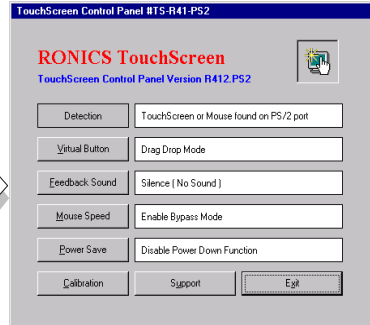 TouchScreen Control Panel #TS-R41-PS2
RONICS TouchScreen
TouchScreen Control Panel Version R412.PS2
Detection TouchScreen or Mouse found on PS/2 port
Virtual Button Drag Drop Mode
Feedback Sound Silence ( No Sound )
Mouse Speed Enable Bypass Mode
Power Save Disable Power Down Function
Calibration Support Exit